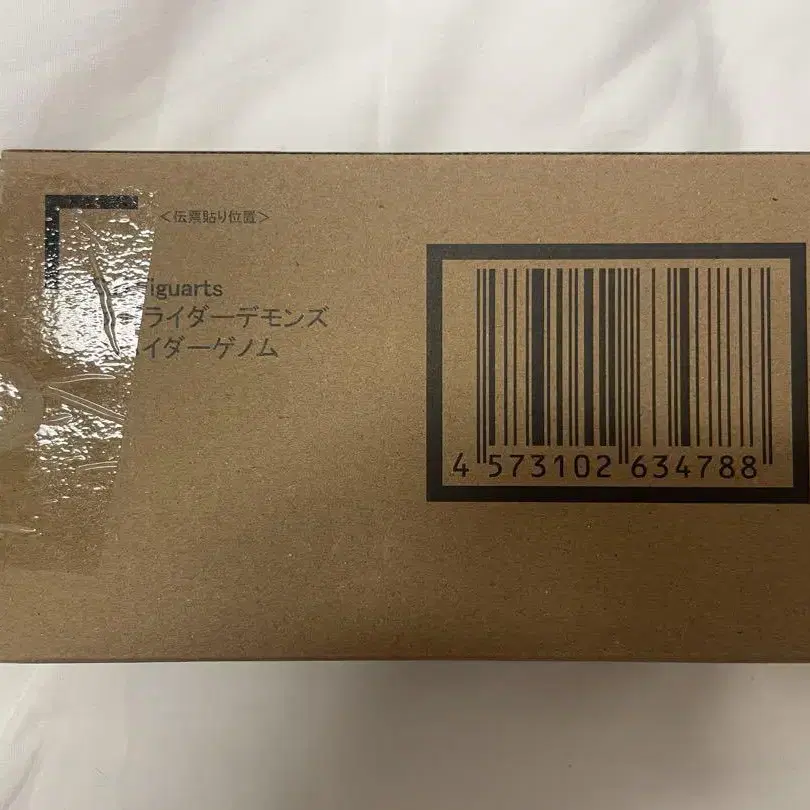 <伝票貼り位置>
Figuarts
ライダーデモンズ
イダーゲノム
4 573102 634788